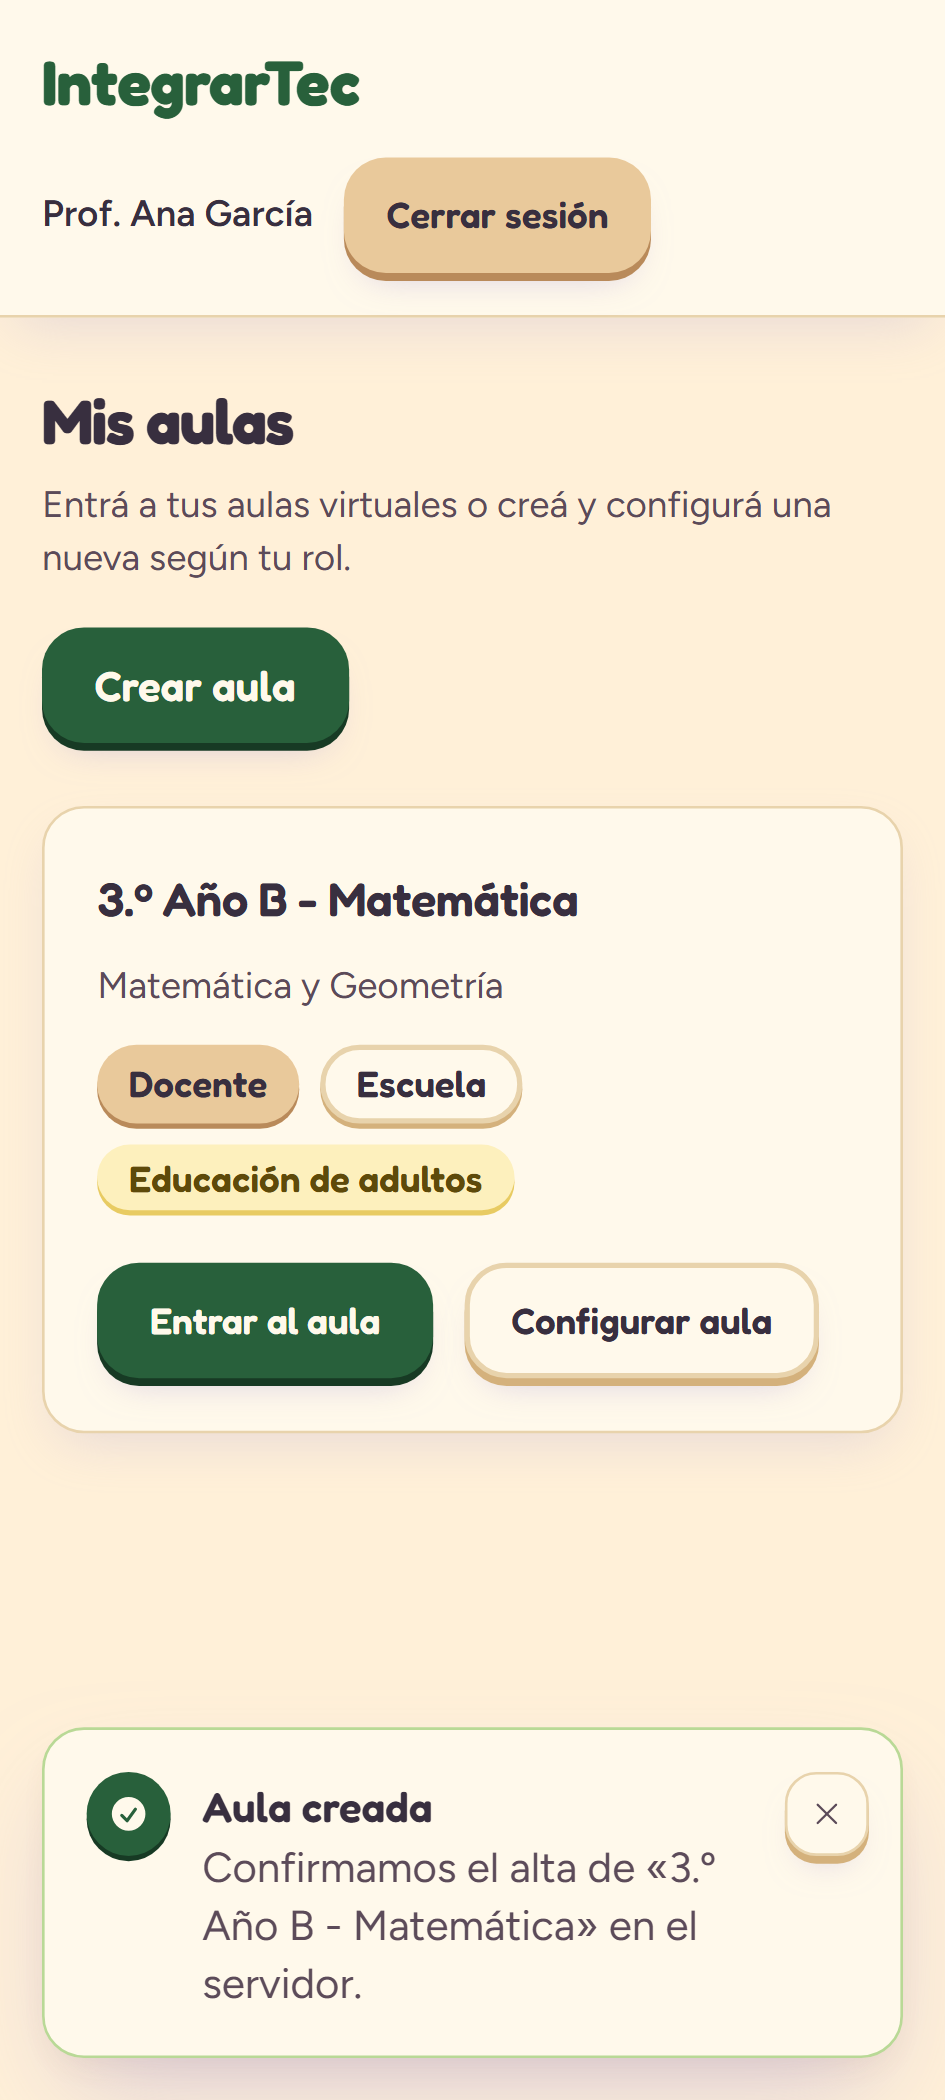 IntegrarTec
Prof. Ana García
Cerrar sesión
Mis aulas
Entrá a tus aulas virtuales o creá y configurá una
nueva según tu rol.
Crear aula
3.º Año B - Matemática
Matemática y Geometría
Docente
Escuela
Educación de adultos
Entrar al aula
Configurar aula
Aula creada
Confirmamos el alta de «3.º
Año B - Matemática» en el
servidor.